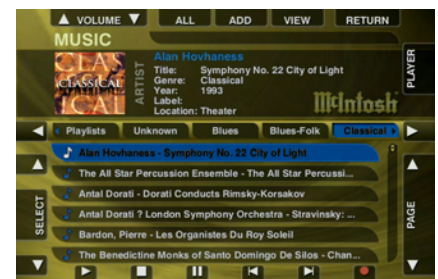 VOLUME ALL ADD VIEW RETURN
MUSIC
CLASSICAL
ARTIST
Alan Hovhaness
Title: Symphony No. 22 City of Light
Genre: Classical
Year: 1993
Label:
Location: Theater
McIntosh
PLAYER
Playlists Unknown Blues Blues-Folk Classical
Alan Hovhaness - Symphony No. 22 City of Light
The All Star Percussion Ensemble - The All Star Percussi...
Antal Dorati - Dorati Conducts Rimsky-Korsakov
Antal Dorati ? London Symphony Orchestra - Stravinsky: ...
Bardon, Pierre - Les Organistes Du Roy Soleil
The Benedictine Monks of Santo Domingo De Silos - Chan...
SELECT
PAGE